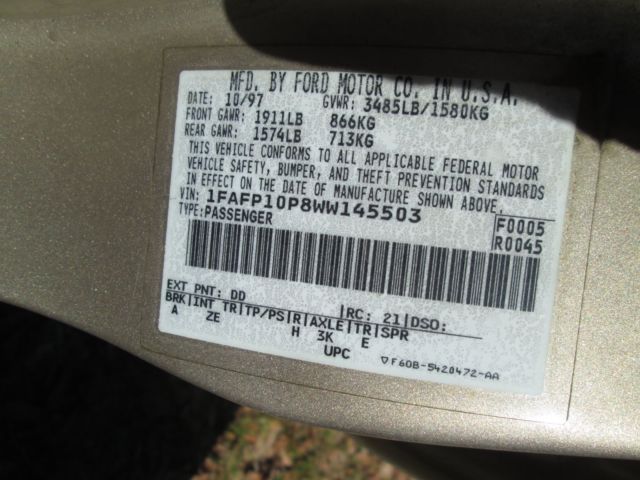 MFD. BY FORD MOTOR CO. IN U.S.A.
DATE: 10/97 GVWR: 3485LB/1580KG
FRONT GAWR: 1911LB 866KG
REAR GAWR: 1574LB 713KG
THIS VEHICLE CONFORMS TO ALL APPLICABLE FEDERAL MOTOR
VEHICLE SAFETY, BUMPER, AND THEFT PREVENTION STANDARDS
IN EFFECT ON THE DATE OF MANUFACTURE SHOWN ABOVE.
VIN: 1FAFP10P8WW145503
TYPE: PASSENGER
F0005
R0045
EXT PNT: DD RC: 21 DSO:
BRK INT TR TP/PS R AXLE TR SPR
A ZE H 3K E
UPC
▽F60B-5420472-AA